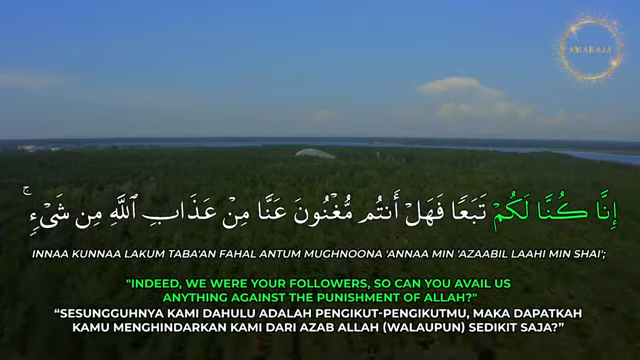 AMARAJA
إِنَّا كُنَّا لَكُمۡ تَبَعٗا فَهَلۡ أَنتُم مُّغۡنُونَ عَنَّا مِنۡ عَذَابِ ٱللَّهِ مِن شَيۡءٖۚ
INNAA KUNNAA LAKUM TABA'AN FAHAL ANTUM MUGHNOONA 'ANNAA MIN 'AZAABIL LAAHI MIN SHAI';
"INDEED, WE WERE YOUR FOLLOWERS, SO CAN YOU AVAIL US
ANYTHING AGAINST THE PUNISHMENT OF ALLAH?"
“SESUNGGUHNYA KAMI DAHULU ADALAH PENGIKUT-PENGIKUTMU, MAKA DAPATKAH
KAMU MENGHINDARKAN KAMI DARI AZAB ALLAH (WALAUPUN) SEDIKIT SAJA?”